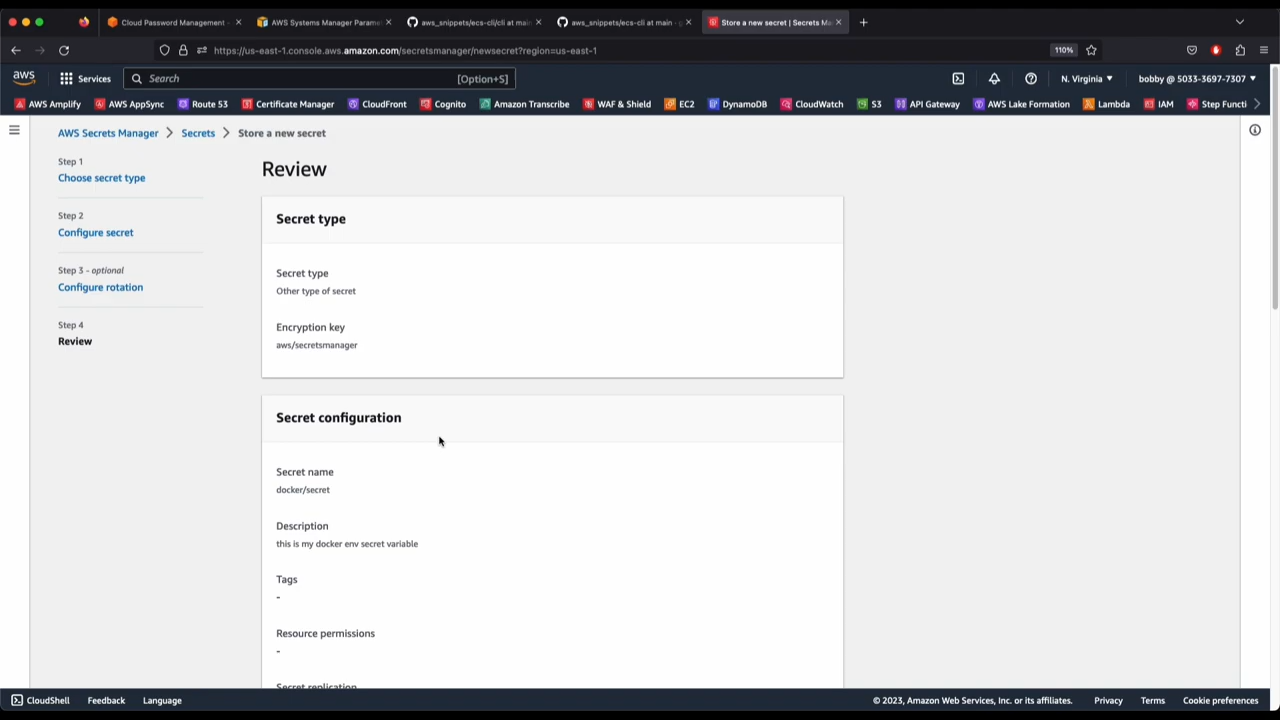 Cloud Password Management -
AWS Systems Manager Parame
aws_snippets/ecs-cli/cli at main
aws_snippets/ecs-cli at main · g
Store a new secret | Secrets Ma
https://us-east-1.console.aws.amazon.com/secretsmanager/newsecret?region=us-east-1
110%
aws
Services
Search
[Option+S]
N. Virginia
bobby @ 5033-3697-7307
AWS Amplify
AWS AppSync
Route 53
Certificate Manager
CloudFront
Cognito
Amazon Transcribe
WAF & Shield
EC2
DynamoDB
CloudWatch
S3
API Gateway
AWS Lake Formation
Lambda
IAM
Step Functi
AWS Secrets Manager
Secrets
Store a new secret
Step 1
Choose secret type
Step 2
Configure secret
Step 3 - optional
Configure rotation
Step 4
Review
Review
Secret type
Secret type
Other type of secret
Encryption key
aws/secretsmanager
Secret configuration
Secret name
docker/secret
Description
this is my docker env secret variable
Tags
-
Resource permissions
-
Secret replication
CloudShell
Feedback
Language
© 2023, Amazon Web Services, Inc. or its affiliates.
Privacy
Terms
Cookie preferences